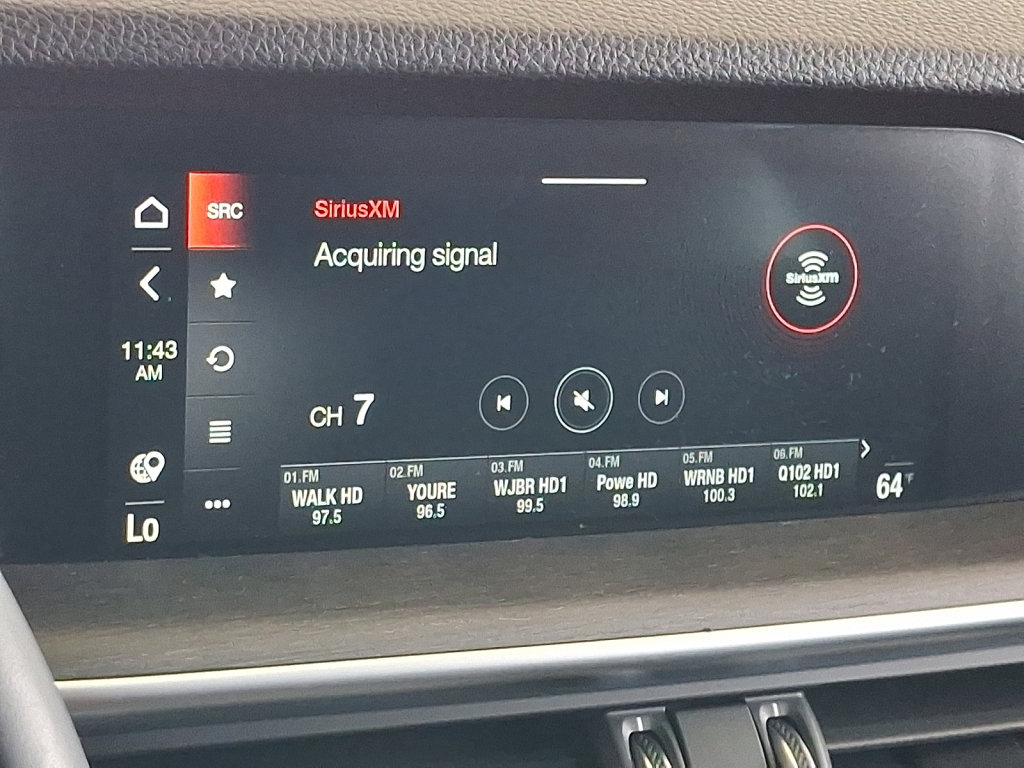 SRC
SiriusXM
Acquiring signal
SiriusXm
11:43
AM
CH 7
01.FM
WALK HD
97.5
02.FM
YOURE
96.5
03.FM
WJBR HD1
99.5
04.FM
Powe HD
98.9
05.FM
WRNB HD1
100.3
06.FM
Q102 HD1
102.1
Lo
64°F